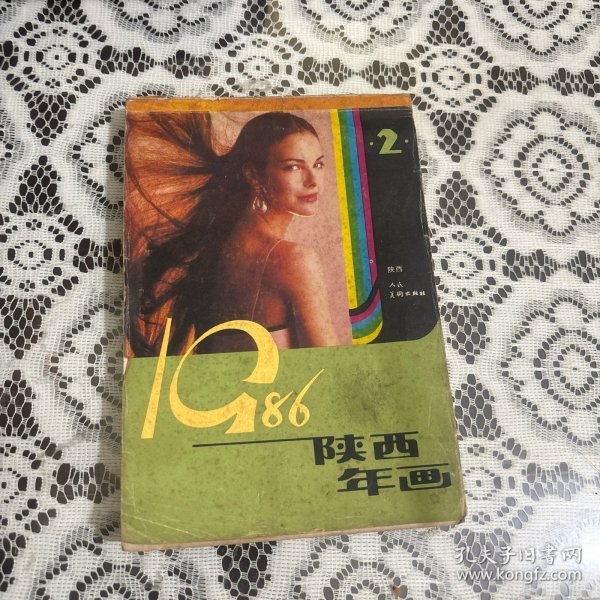 ·2·
陕西
人民
美术出版社
1986
陕西
年画
孔夫子旧书网
www.kongfz.com